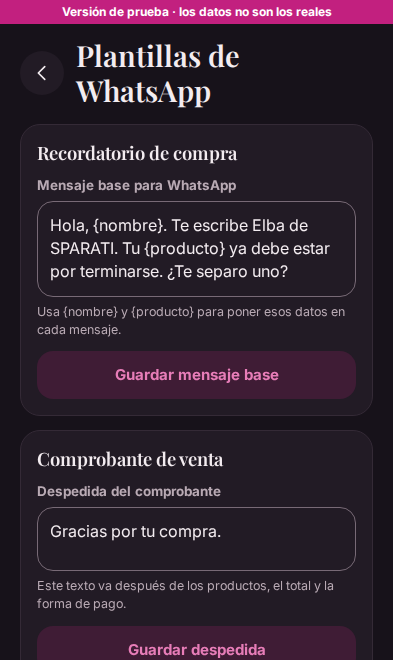 Versión de prueba · los datos no son los reales
Plantillas de
WhatsApp
Recordatorio de compra
Mensaje base para WhatsApp
Hola, {nombre}. Te escribe Elba de
SPARATI. Tu {producto} ya debe estar
por terminarse. ¿Te separo uno?
Usa {nombre} y {producto} para poner esos datos en
cada mensaje.
Guardar mensaje base
Comprobante de venta
Despedida del comprobante
Gracias por tu compra.
Este texto va después de los productos, el total y la
forma de pago.
Guardar despedida